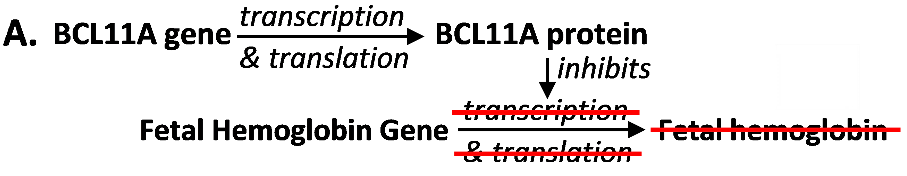 A. BCL11A gene transcription BCL11A protein
& translation
inhibits
transcription
Fetal Hemoglobin Gene Fetal hemoglobin
& translation